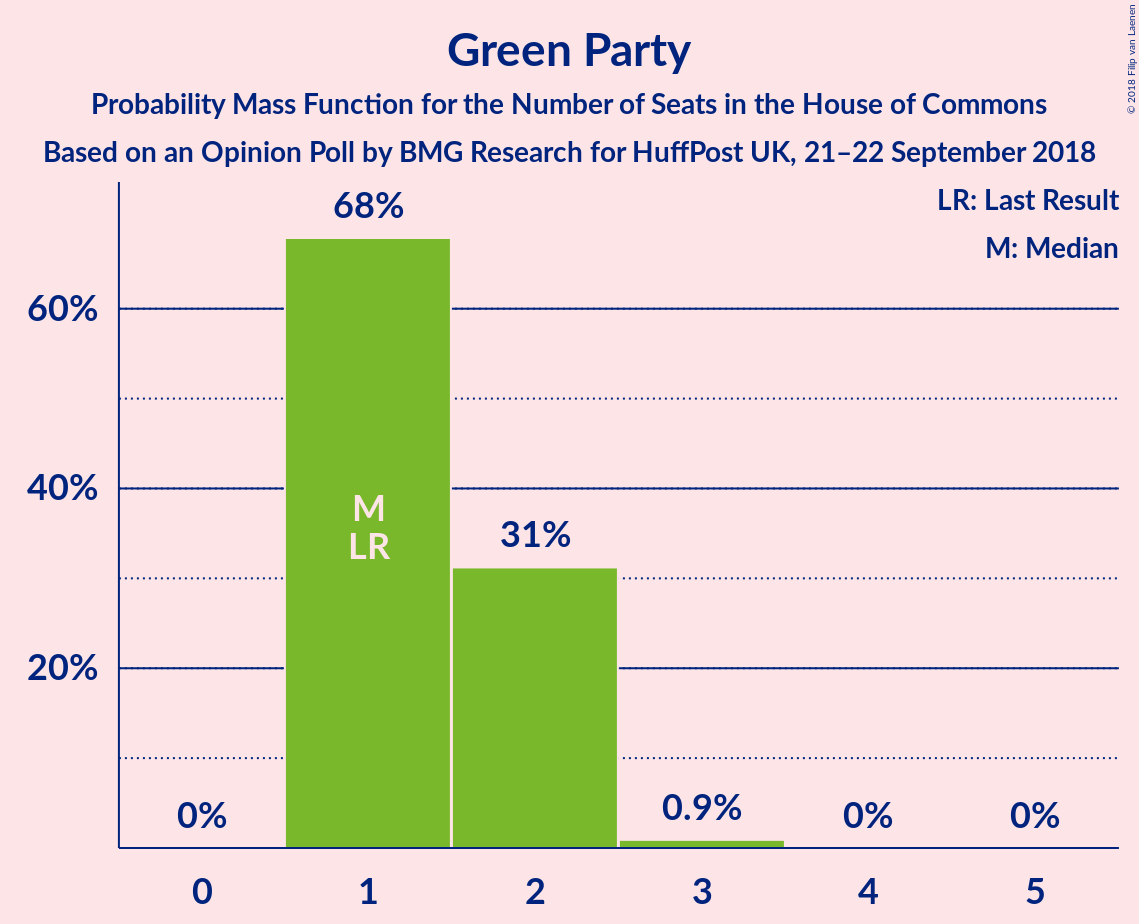 Green Party
Probability Mass Function for the Number of Seats in the House of Commons
Based on an Opinion Poll by BMG Research for HuffPost UK, 21–22 September 2018
© 2018 Filip van Laenen
LR: Last Result
M: Median
68%
60%
40%
20%
M
LR
31%
0%
0.9%
0%
0%
0
1
2
3
4
5